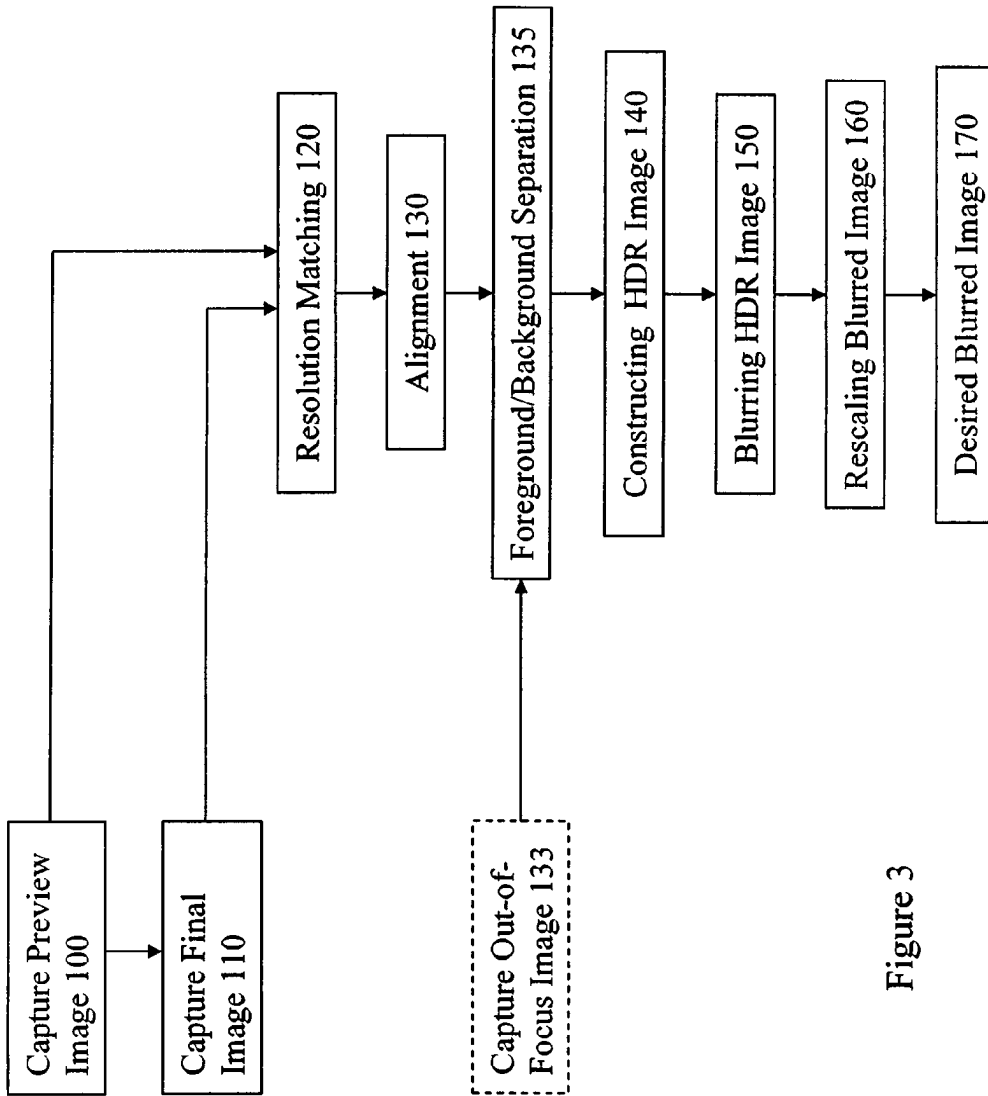 Capture Preview
Image 100
Capture Final
Image 110
Resolution Matching 120
Alignment 130
Capture Out-of-
Focus Image 133
Foreground/Background Separation 135
Constructing HDR Image 140
Blurring HDR Image 150
Rescaling Blurred Image 160
Desired Blurred Image 170
Figure 3